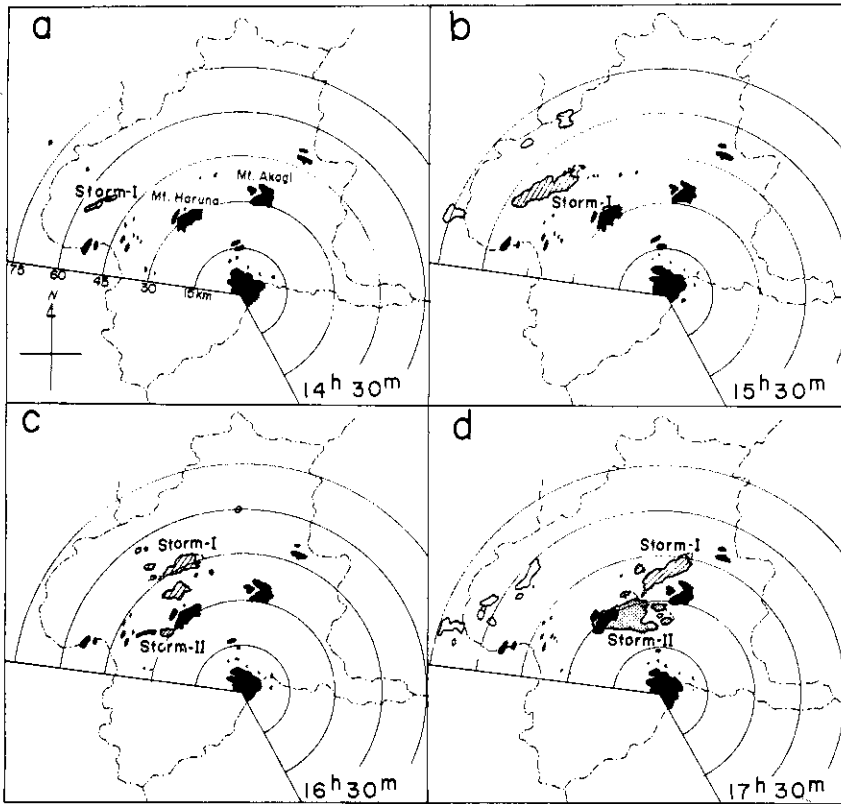 a
Mt. Akagi
Storm-I
Mt. Haruna
75 60 45 30 15km
N
14h 30m
b
Storm-I
15h 30m
c
Storm-I
Storm-II
16h 30m
d
Storm-I
Storm-II
17h 30m